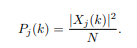 P_j(k) = |X_j(k)|² / N.